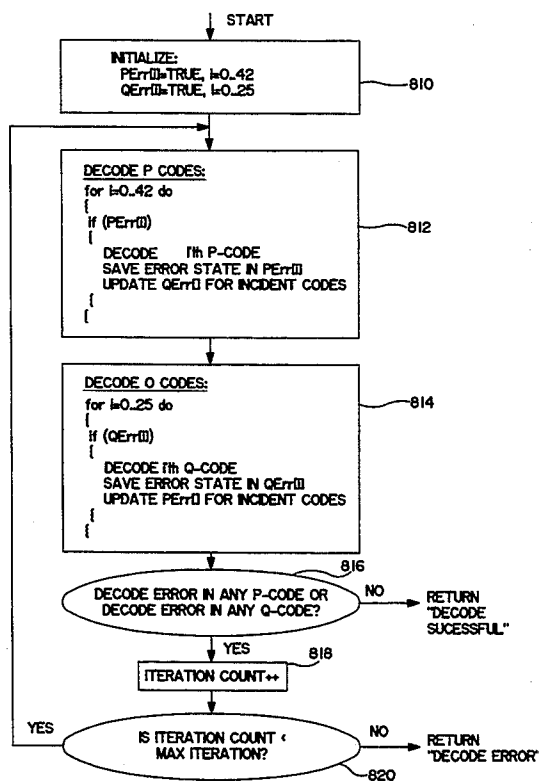 START
INITIALIZE:
PErr[i]=TRUE, i=0..42
QErr[i]=TRUE, i=0..25
810
DECODE P CODES:
for i=0..42 do
{
if (PErr[i])
{
DECODE i'th P-CODE
SAVE ERROR STATE IN PErr[i]
UPDATE QErr[] FOR INCIDENT CODES
{
{
812
DECODE O CODES:
for i=0..25 do
{
if (QErr[i])
{
DECODE i'th Q-CODE
SAVE ERROR STATE IN QErr[i]
UPDATE PErr[] FOR INCIDENT CODES
{
{
814
816
DECODE ERROR IN ANY P-CODE OR
DECODE ERROR IN ANY Q-CODE?
NO
RETURN
"DECODE
SUCESSFUL"
YES
818
ITERATION COUNT++
YES
IS ITERATION COUNT <
MAX ITERATION?
NO
RETURN
"DECODE ERROR"
820